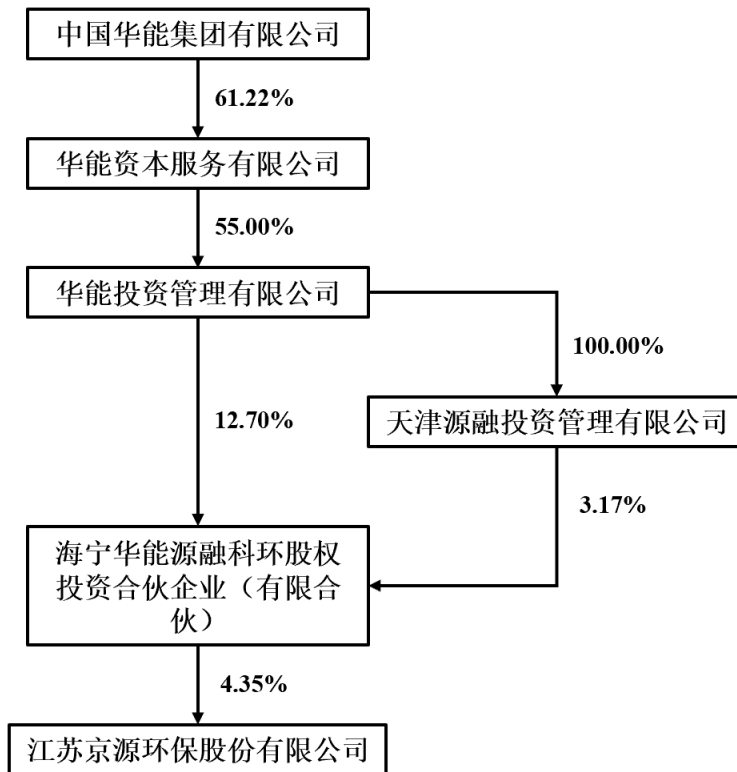 中国华能集团有限公司
61.22%
华能资本服务有限公司
55.00%
华能投资管理有限公司
100.00%
12.70%
天津源融投资管理有限公司
3.17%
海宁华能源融科环股权
投资合伙企业（有限合
伙）
4.35%
江苏京源环保股份有限公司